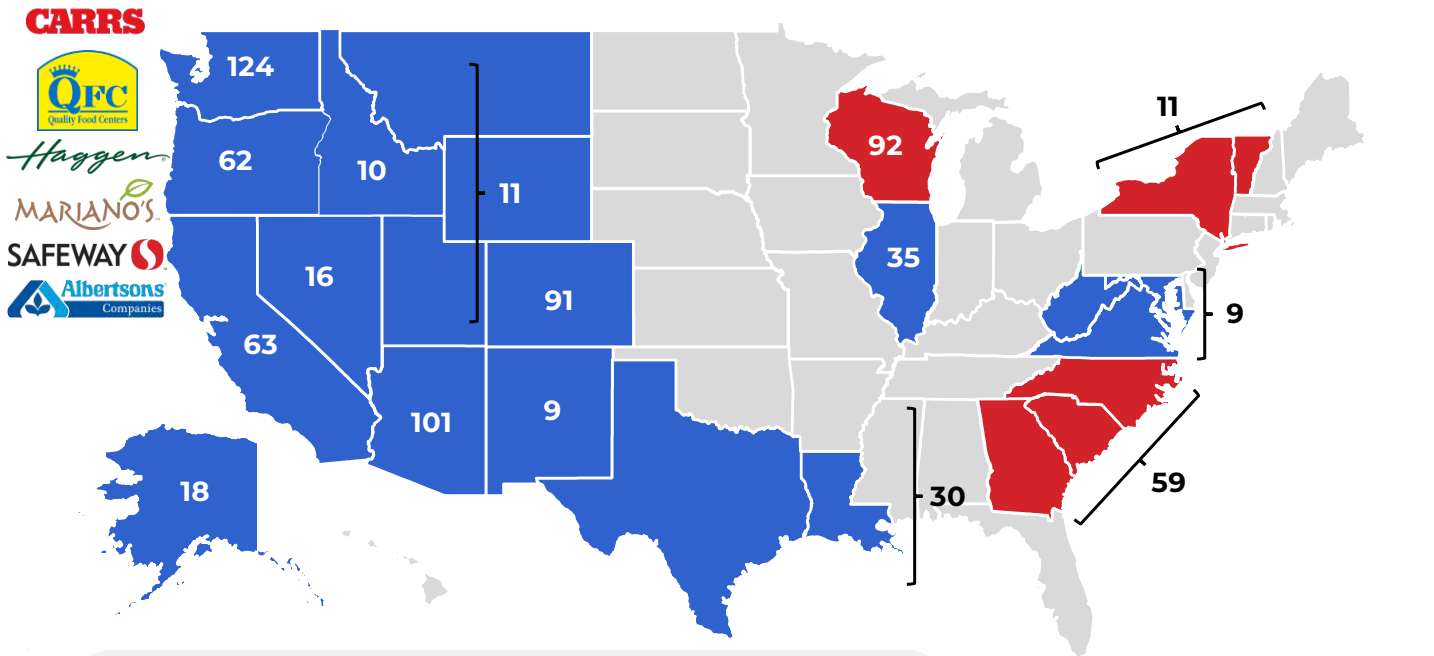 CARRS
QFC
Quality Food Centers
Haggen
MARIANO'S
SAFEWAY
Albertsons
Companies
124
62
10
11
16
63
91
101
9
18
92
35
11
9
59
30